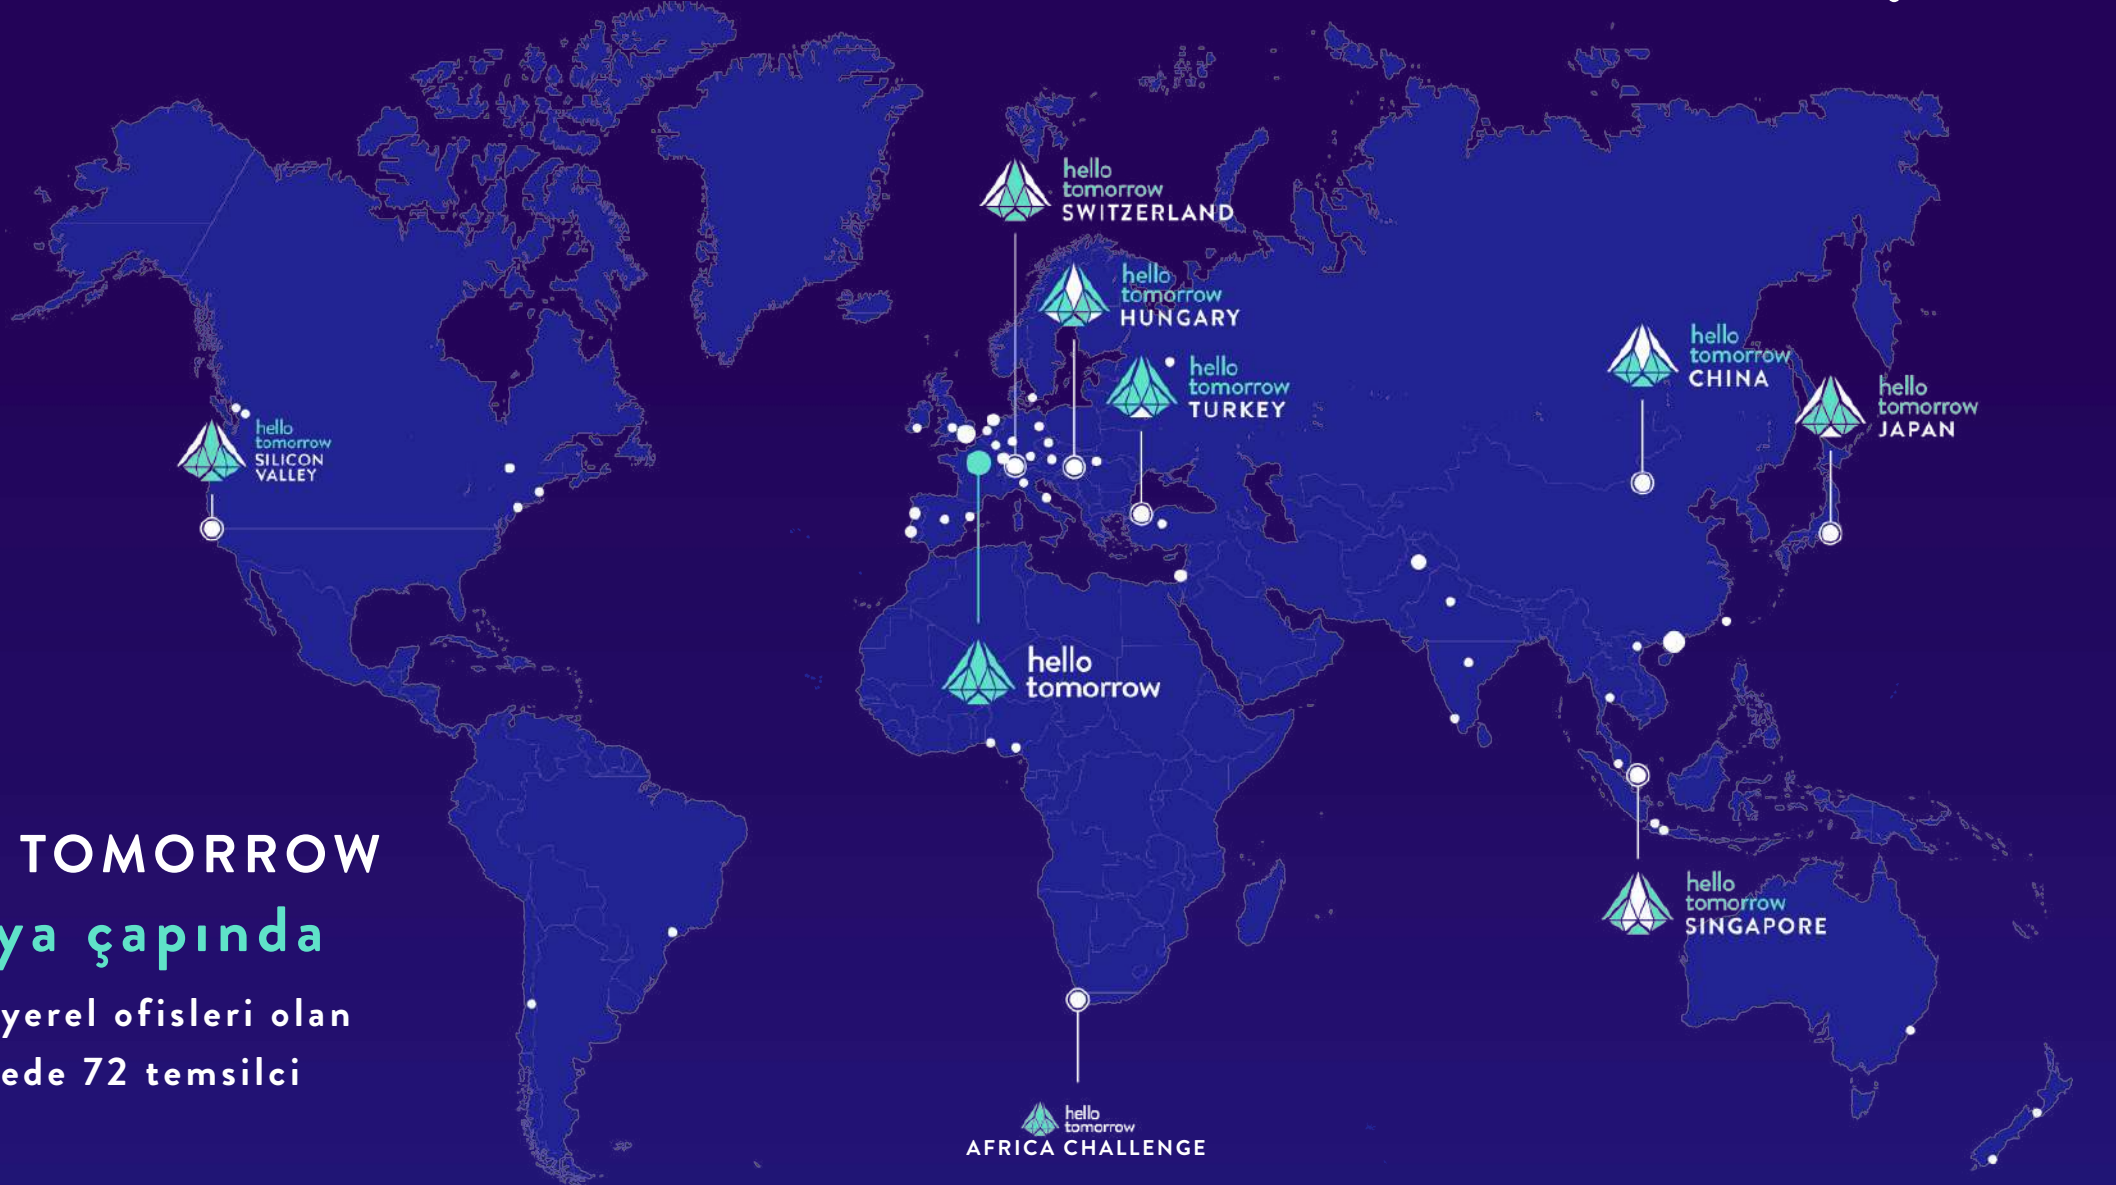 hello
tomorrow
SWITZERLAND
hello
tomorrow
HUNGARY
hello
tomorrow
TURKEY
hello
tomorrow
CHINA
hello
tomorrow
JAPAN
hello
tomorrow
SILICON
VALLEY
hello
tomorrow
hello
tomorrow
SINGAPORE
TOMORROW
ya çapında
yerel ofisleri olan
ede 72 temsilci
hello
tomorrow
AFRICA CHALLENGE